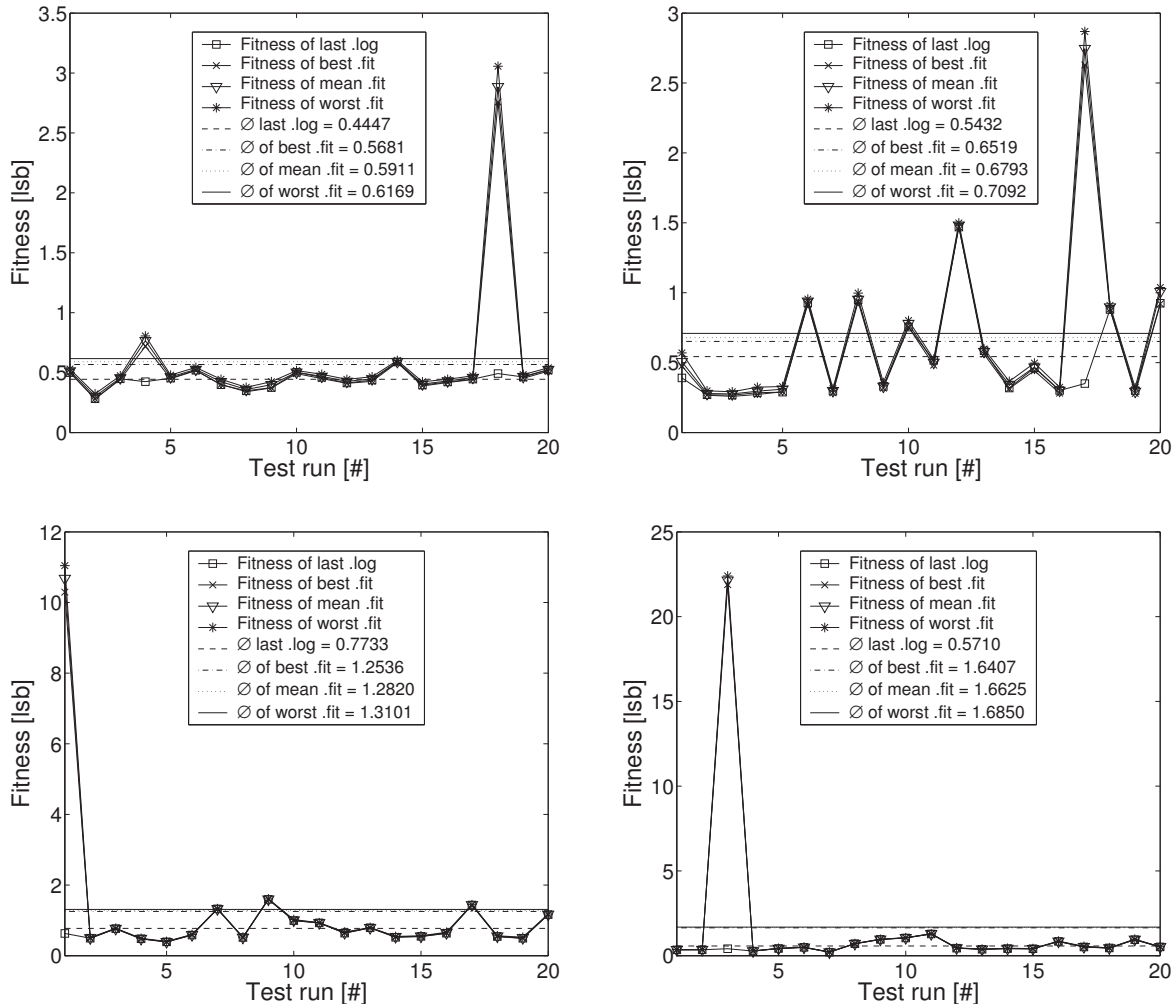 3.5
3
2.5
2
1.5
1
0.5
0
Fitness [lsb]
Fitness of last .log
Fitness of best .fit
Fitness of mean .fit
Fitness of worst .fit
∅ last .log = 0.4447
∅ of best .fit = 0.5681
∅ of mean .fit = 0.5911
∅ of worst .fit = 0.6169
5 10 15 20
Test run [#]
3
2.5
2
1.5
1
0.5
0
Fitness [lsb]
Fitness of last .log
Fitness of best .fit
Fitness of mean .fit
Fitness of worst .fit
∅ last .log = 0.5432
∅ of best .fit = 0.6519
∅ of mean .fit = 0.6793
∅ of worst .fit = 0.7092
5 10 15 20
Test run [#]
12
10
8
6
4
2
0
Fitness [lsb]
Fitness of last .log
Fitness of best .fit
Fitness of mean .fit
Fitness of worst .fit
∅ last .log = 0.7733
∅ of best .fit = 1.2536
∅ of mean .fit = 1.2820
∅ of worst .fit = 1.3101
5 10 15 20
Test run [#]
25
20
15
10
5
0
Fitness [lsb]
Fitness of last .log
Fitness of best .fit
Fitness of mean .fit
Fitness of worst .fit
∅ last .log = 0.5710
∅ of best .fit = 1.6407
∅ of mean .fit = 1.6625
∅ of worst .fit = 1.6850
5 10 15 20
Test run [#]